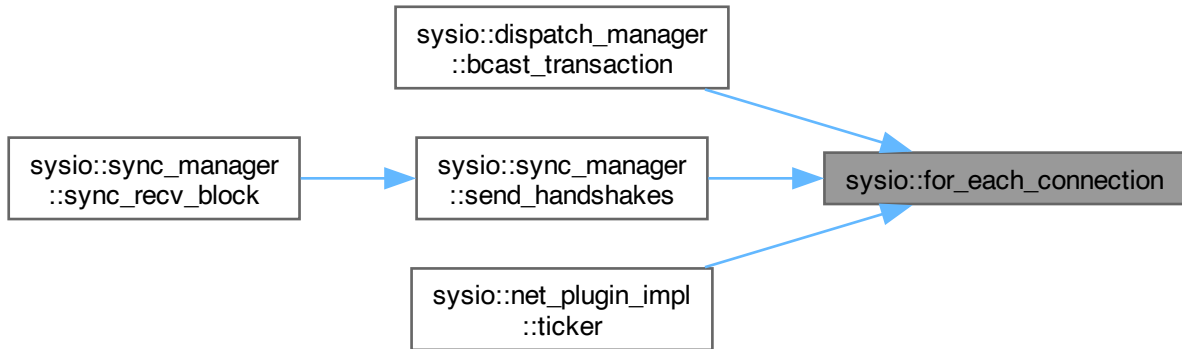 sysio::dispatch_manager
::bcast_transaction
sysio::sync_manager
::sync_recv_block
sysio::sync_manager
::send_handshakes
sysio::for_each_connection
sysio::net_plugin_impl
::ticker